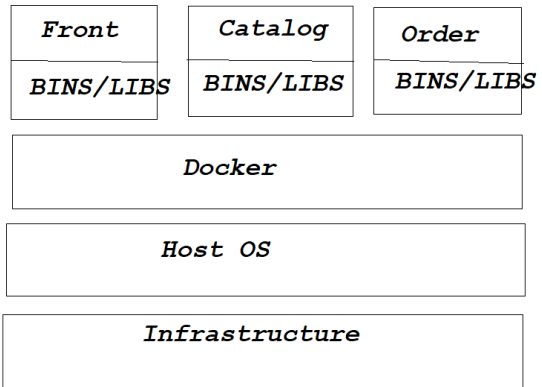 Front
Catalog
Order
BINS/LIBS
BINS/LIBS
BINS/LIBS
Docker
Host OS
Infrastructure